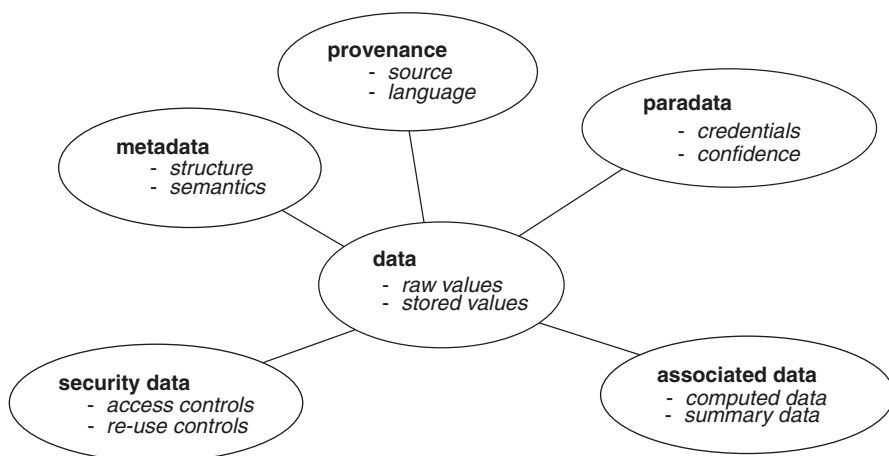 provenance
- source
- language
paradata
- credentials
- confidence
metadata
- structure
- semantics
data
- raw values
- stored values
security data
- access controls
- re-use controls
associated data
- computed data
- summary data